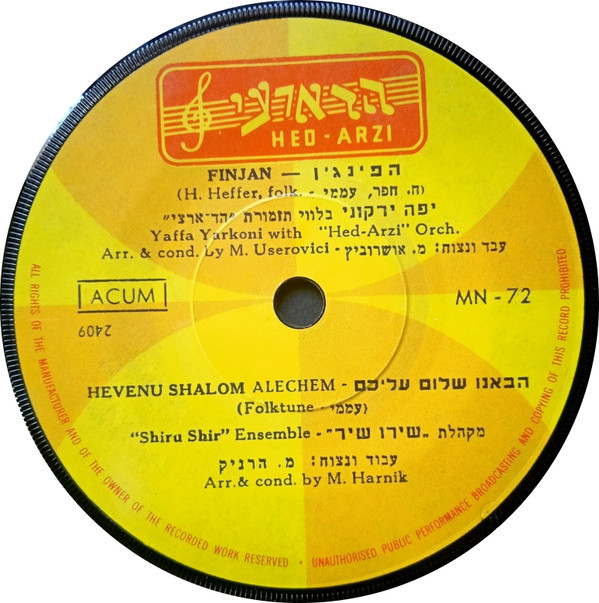 הד־ארצי
HED-ARZI
FINJAN — הפינג'ן
(H. Heffer, folk. - ח. חפר, עממי)
יפה ירקוני בלווי תזמורת "הד־ארצי"
Yaffa Yarkoni with "Hed-Arzi" Orch.
Arr. & cond. by M. Userovici - עבד ונצוח: מ. אושרוביץ
ACUM
MN - 72
2409
HEVENU SHALOM ALECHEM - הבאנו שלום עליכם
(Folktune - עממי)
"Shiru Shir" Ensemble - מקהלת "שירו שיר"
עבוד ונצוח: מ. הרניק
Arr. & cond. by M. Harnik
ALL RIGHTS OF THE MANUFACTURER AND OF THE OWNER OF THE RECORDED WORK RESERVED • UNAUTHORISED PUBLIC PERFORMANCE BROADCASTING AND COPYING OF THIS RECORD PROHIBITED